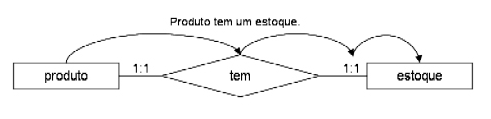 Produto tem um estoque.
produto 1:1 tem 1:1 estoque